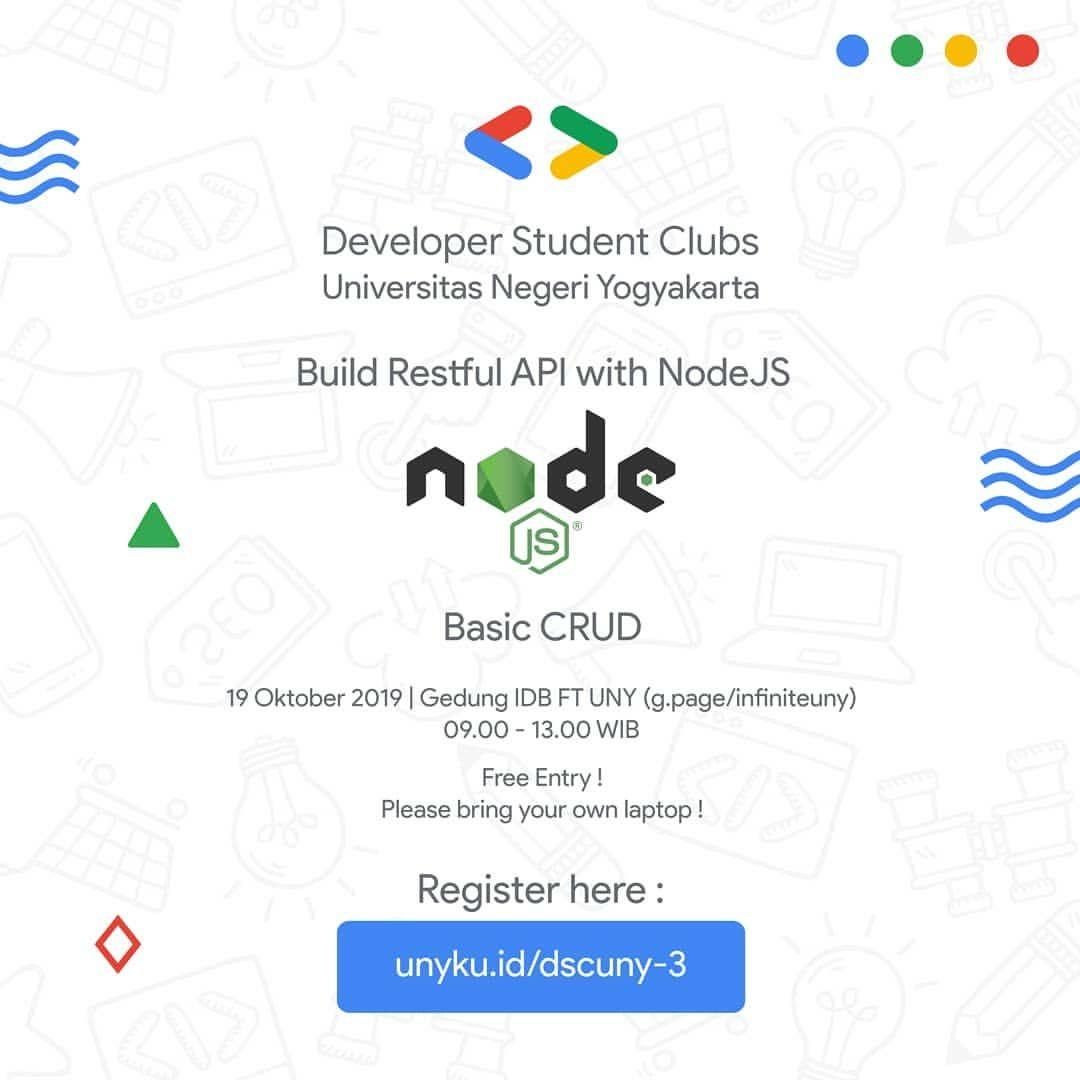 Developer Student Clubs
Universitas Negeri Yogyakarta
Build Restful API with NodeJS
node
JS®
Basic CRUD
19 Oktober 2019 | Gedung IDB FT UNY (g.page/infiniteuny)
09.00 - 13.00 WIB
Free Entry !
Please bring your own laptop !
Register here :
unyku.id/dscuny-3